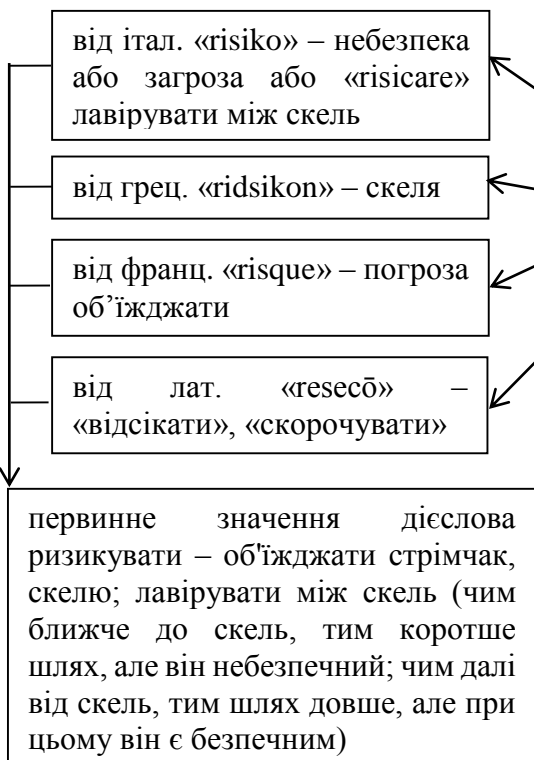 від італ. «risiko» – небезпека
або загроза або «risicare»
лавірувати між скель
від грец. «ridsikon» – скеля
від франц. «risque» – погроза
об’їжджати
від лат. «resecō» –
«відсікати», «скорочувати»
первинне значення дієслова
ризикувати – об'їжджати стрімчак,
скелю; лавірувати між скель (чим
ближче до скель, тим коротше
шлях, але він небезпечний; чим далі
від скель, тим шлях довше, але при
цьому він є безпечним)